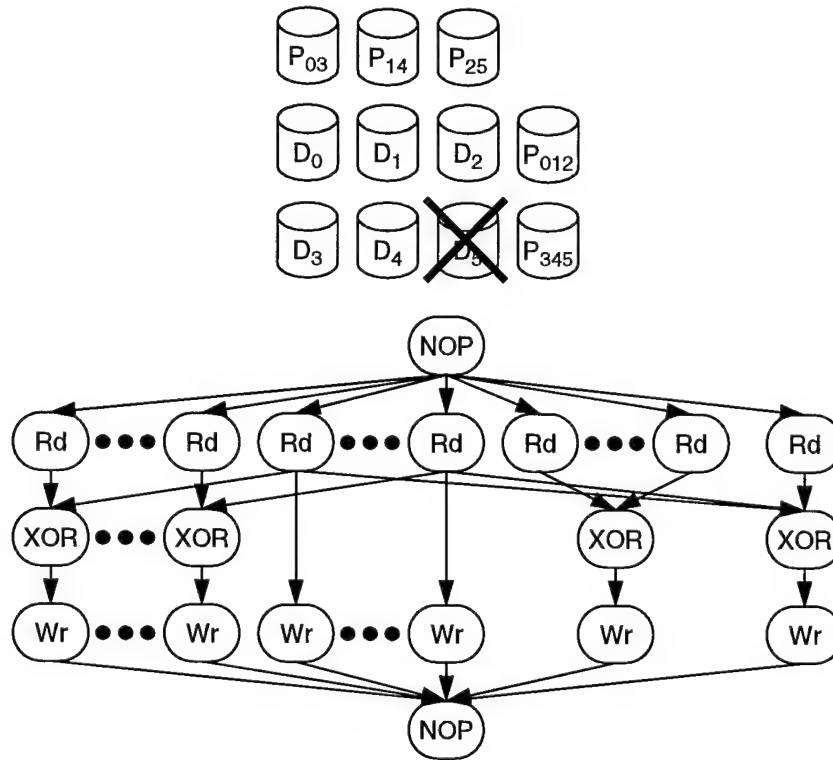 P03 P14 P25
D0 D1 D2 P012
D3 D4 D5 P345
NOP
Rd Rd Rd Rd Rd Rd Rd
XOR XOR XOR XOR
Wr Wr Wr Wr Wr Wr
NOP